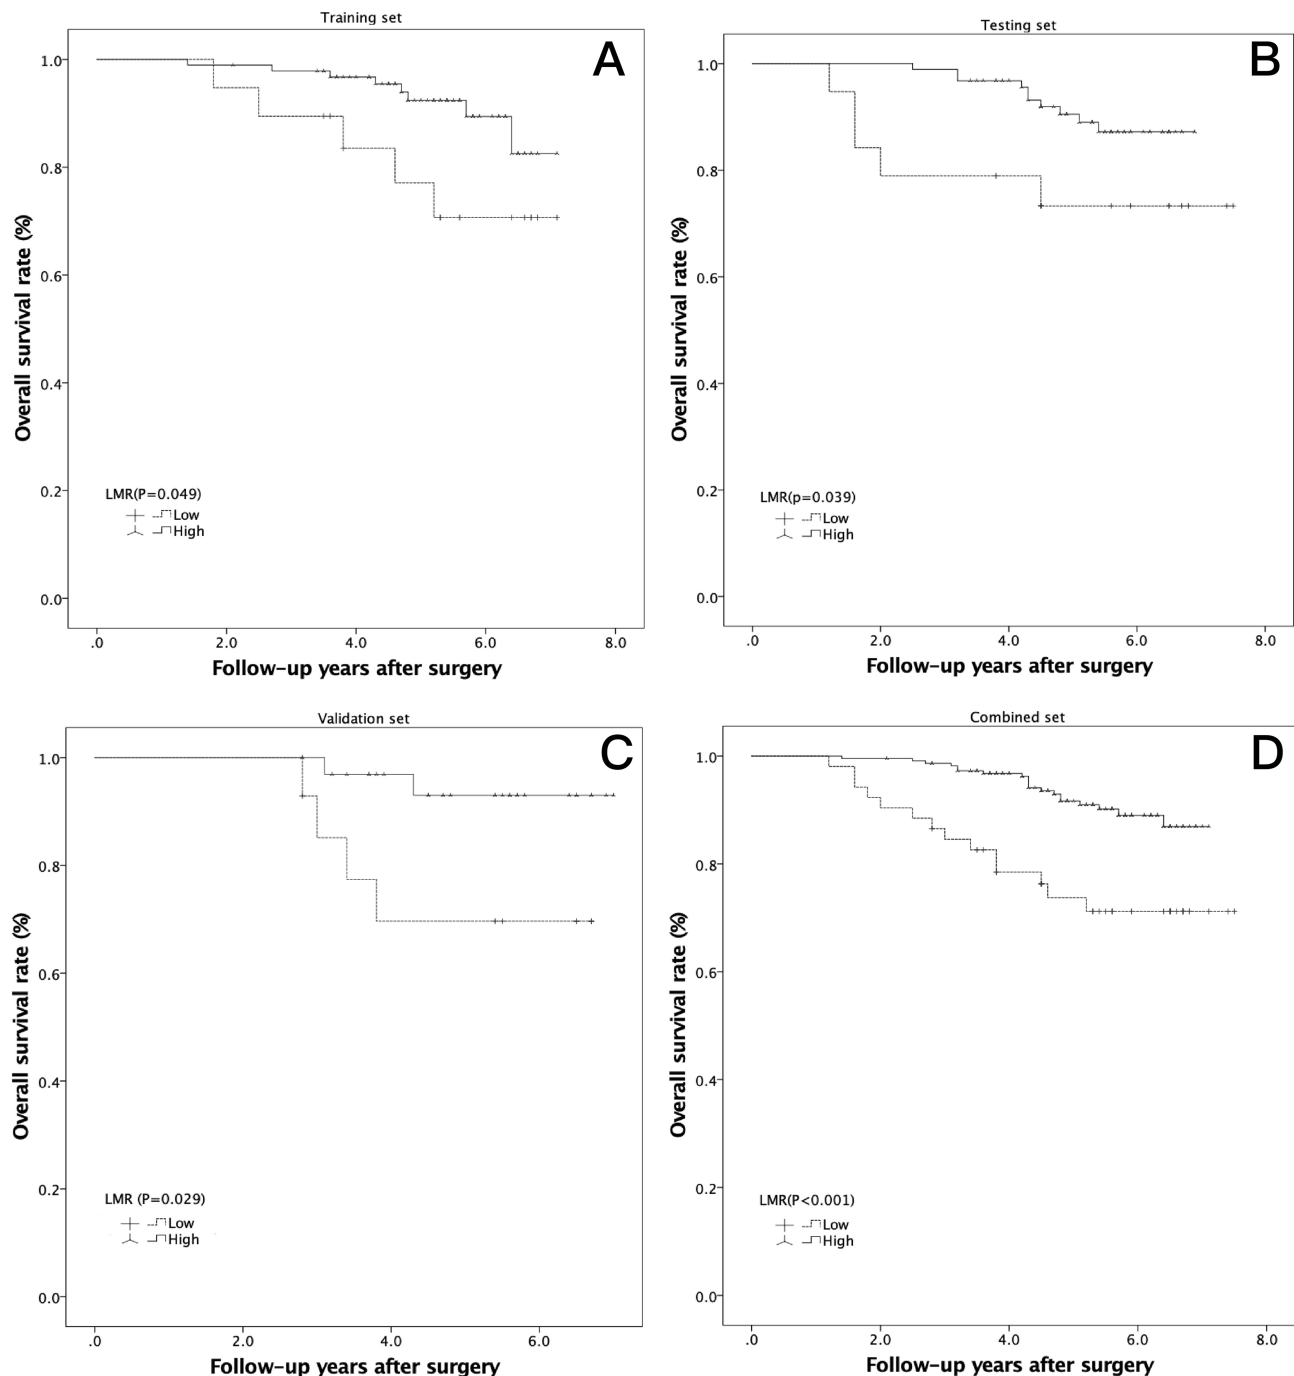 Training set
A
1.0
0.8
0.6
0.4
0.2
0.0
Overall survival rate (%)
LMR(P=0.049)
Low
High
.0 2.0 4.0 6.0 8.0
Follow-up years after surgery
Testing set
B
1.0
0.8
0.6
0.4
0.2
0.0
Overall survival rate (%)
LMR(p=0.039)
Low
High
.0 2.0 4.0 6.0 8.0
Follow-up years after surgery
Validation set
C
1.0
0.8
0.6
0.4
0.2
0.0
Overall survival rate (%)
LMR (P=0.029)
Low
High
.0 2.0 4.0 6.0
Follow-up years after surgery
Combined set
D
1.0
0.8
0.6
0.4
0.2
0.0
Overall survival rate (%)
LMR(P<0.001)
Low
High
.0 2.0 4.0 6.0 8.0
Follow-up years after surgery